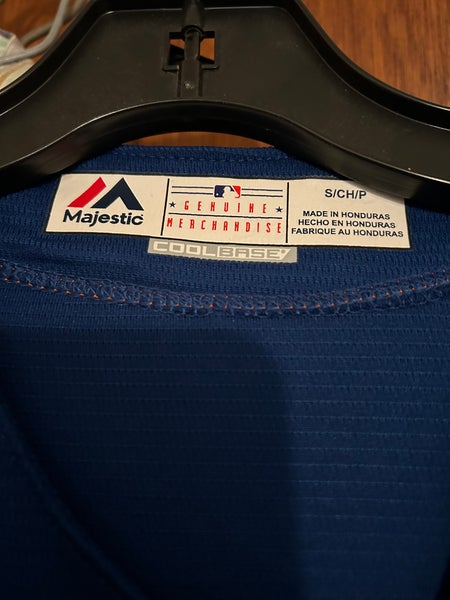 Majestic
GENUINE
MERCHANDISE
S/CH/P
MADE IN HONDURAS
HECHO EN HONDURAS
FABRIQUE AU HONDURAS
COOLBASE